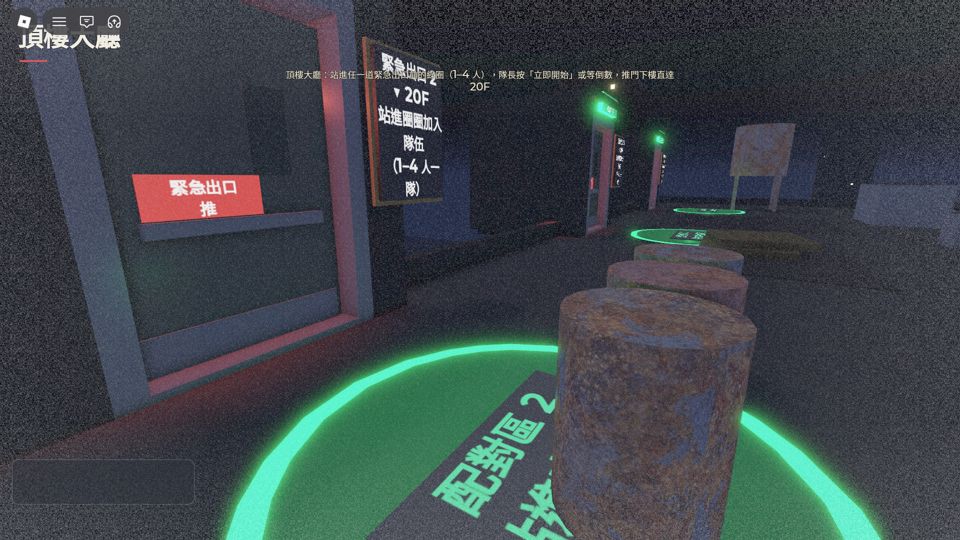 頂樓大廳
頂樓大廳：站進任一道緊急出口前的綠圈（1–4 人），隊長按「立即開始」或等倒數，推門下樓直達
20F
緊急出口 2
▼ 20F
站進圈圈加入
隊伍
（1–4 人一
隊）
緊急出口
推
配對區 2